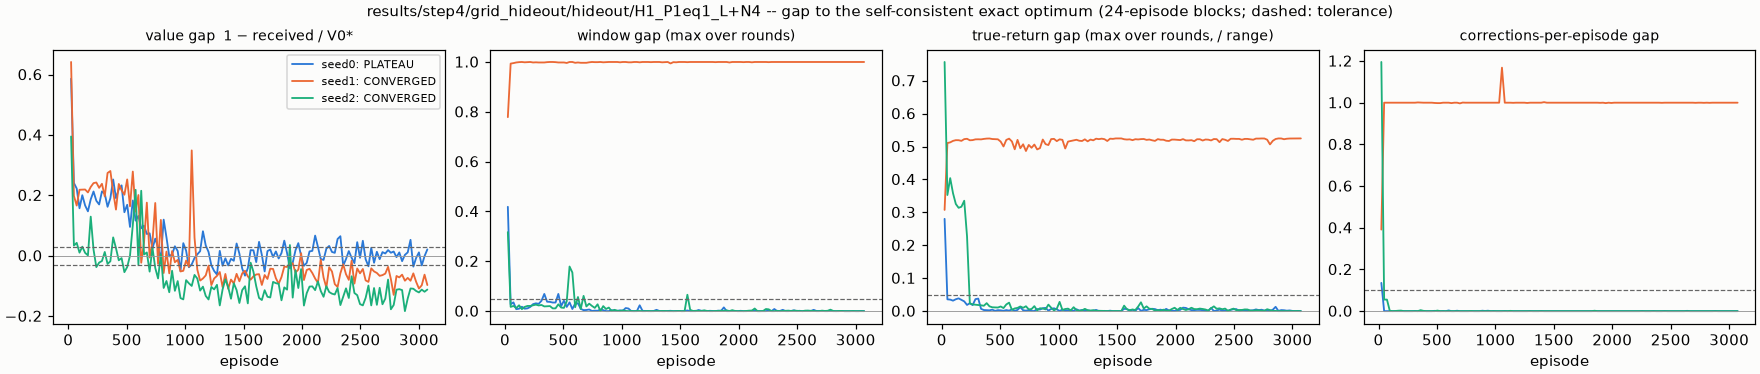 results/step4/grid_hideout/hideout/H1_P1eq1_L+N4 -- gap to the self-consistent exact optimum (24-episode blocks; dashed: tolerance)
value gap  1 − received / V0*
0.6
0.4
0.2
0.0
−0.2
0 500 1000 1500 2000 2500 3000
episode
seed0: PLATEAU
seed1: CONVERGED
seed2: CONVERGED
window gap (max over rounds)
1.0
0.8
0.6
0.4
0.2
0.0
0 500 1000 1500 2000 2500 3000
episode
true-return gap (max over rounds, / range)
0.7
0.6
0.5
0.4
0.3
0.2
0.1
0.0
0 500 1000 1500 2000 2500 3000
episode
corrections-per-episode gap
1.2
1.0
0.8
0.6
0.4
0.2
0.0
0 500 1000 1500 2000 2500 3000
episode